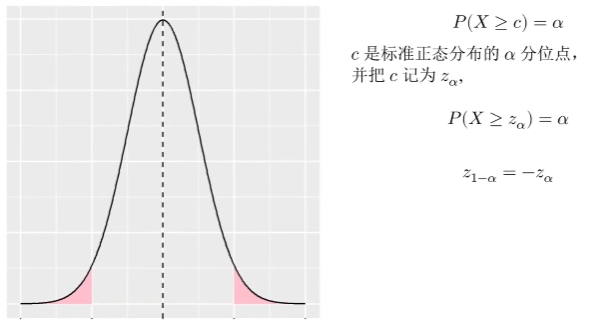 P(X ≥ c) = α
c 是标准正态分布的 α 分位点，
并把 c 记为 z_α,
P(X ≥ z_α) = α
z_{1−α} = −z_α